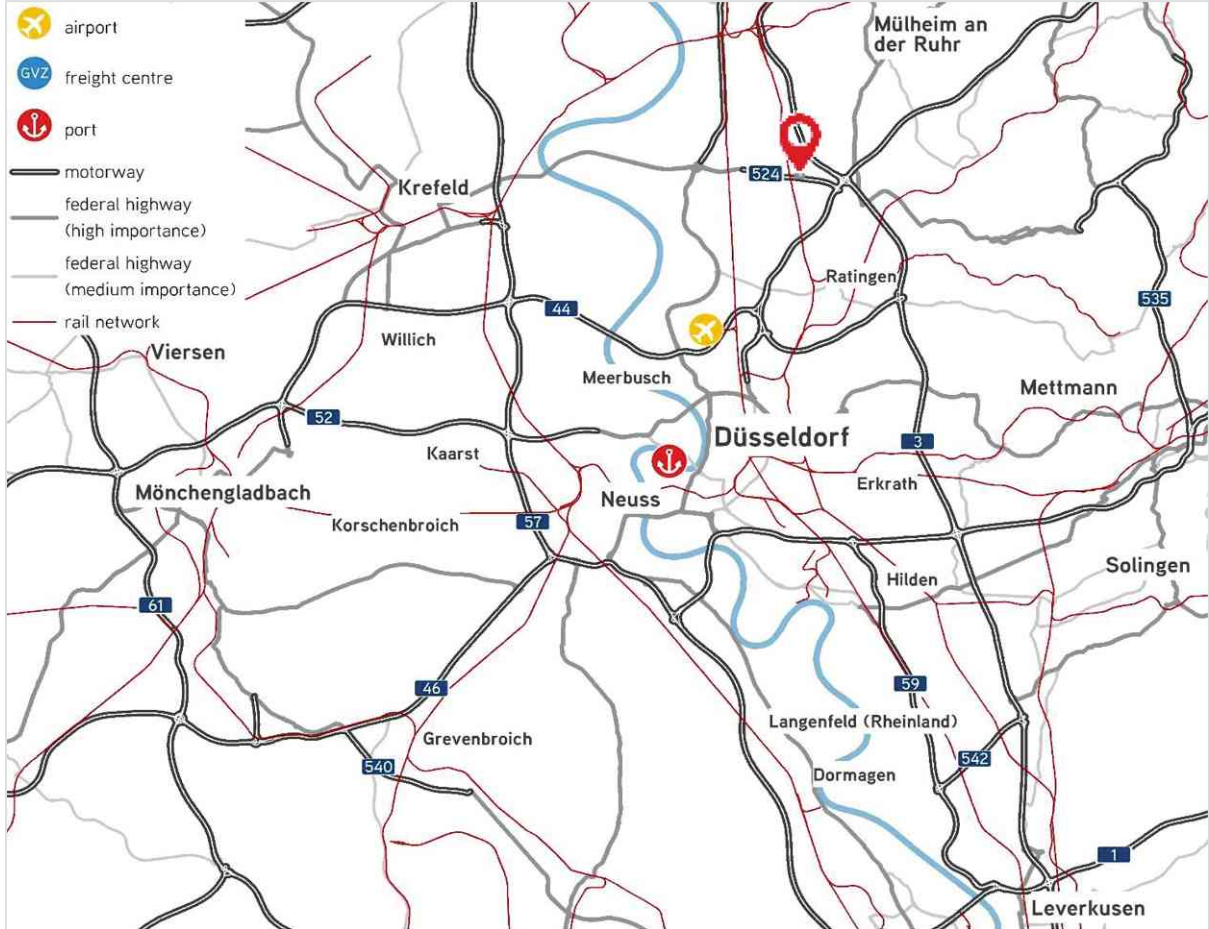 airport
GVZ
freight centre
port
motorway
federal highway
(high importance)
federal highway
(medium importance)
rail network
Mülheim an
der Ruhr
524
Krefeld
Ratingen
44
535
Willich
Viersen
Meerbusch
Mettmann
52
Düsseldorf
3
Kaarst
Erkrath
Mönchengladbach
Neuss
Korschenbroich
57
Solingen
Hilden
61
46
59
Langenfeld (Rheinland)
Grevenbroich
542
540
Dormagen
1
Leverkusen